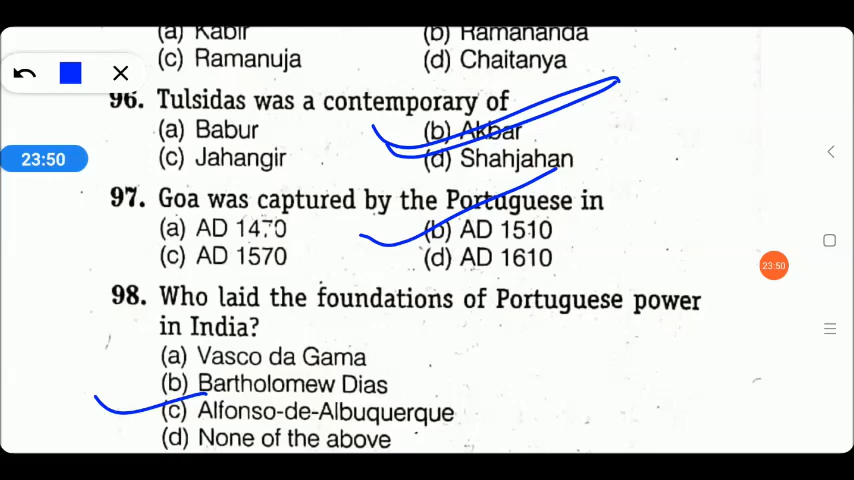 (a) Kabir (b) Ramananda
(c) Ramanuja (d) Chaitanya
96. Tulsidas was a contemporary of
(a) Babur (b) Akbar
(c) Jahangir (d) Shahjahan
23:50
97. Goa was captured by the Portuguese in
(a) AD 1470 (b) AD 1510
(c) AD 1570 (d) AD 1610
23:50
98. Who laid the foundations of Portuguese power
in India?
(a) Vasco da Gama
(b) Bartholomew Dias
(c) Alfonso-de-Albuquerque
(d) None of the above